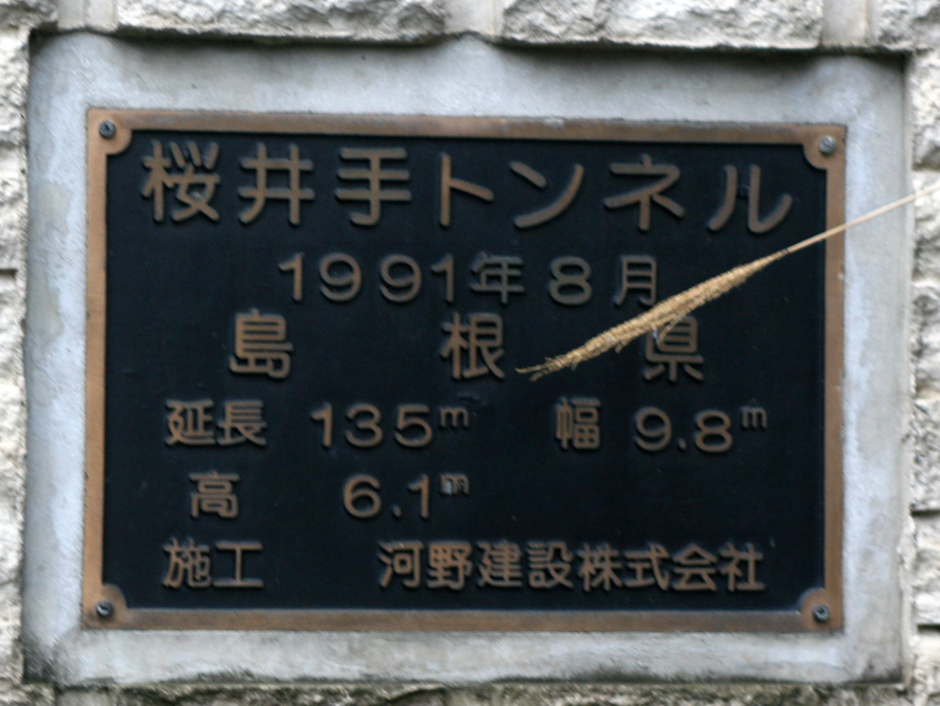 桜井手トンネル
1991年8月
島根県
延長 135m 幅 9.8m
高 6.1m
施工 河野建設株式会社